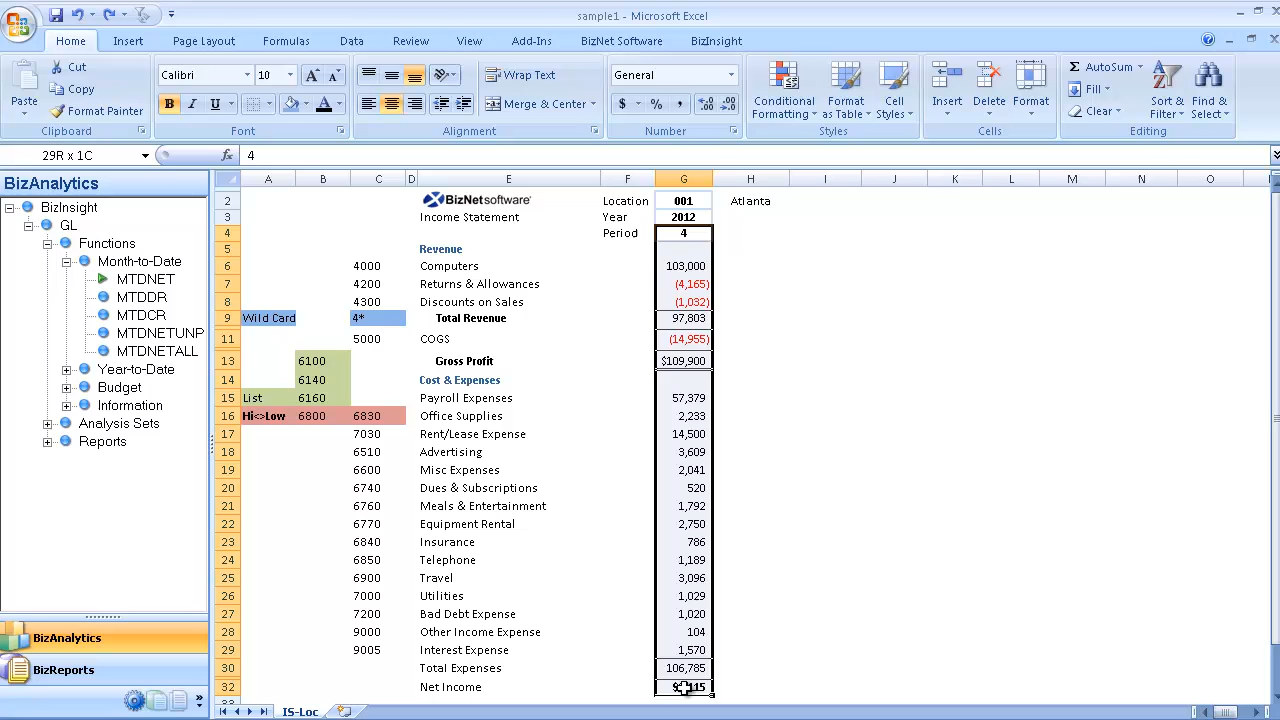 sample1 - Microsoft Excel
Home Insert Page Layout Formulas Data Review View Add-Ins BizNet Software BizInsight
Cut
Copy
Format Painter
Paste
Clipboard
Calibri 10
B I U
Font
Wrap Text
Merge & Center
Alignment
General
$ % ,
Number
Conditional Formatting
Format as Table
Cell Styles
Styles
Insert Delete Format
Cells
AutoSum
Fill
Clear
Sort & Filter
Find & Select
Editing
29R x 1C fx 4
BizAnalytics
BizInsight
GL
Functions
Month-to-Date
MTDNET
MTDDR
MTDCR
MTDNETUNP
MTDNETALL
Year-to-Date
Budget
Information
Analysis Sets
Reports
BizAnalytics
BizReports
A B C D E F G H I J K L M N O
2 BizNetsoftware Location 001 Atlanta
3 Income Statement Year 2012
4 Period 4
5 Revenue
6 4000 Computers 103,000
7 4200 Returns & Allowances (4,165)
8 4300 Discounts on Sales (1,032)
9 Wild Card 4* Total Revenue 97,803
11 5000 COGS (14,955)
13 6100 Gross Profit $109,900
14 6140 Cost & Expenses
15 List 6160 Payroll Expenses 57,379
16 Hi<>Low 6800 6830 Office Supplies 2,233
17 7030 Rent/Lease Expense 14,500
18 6510 Advertising 3,609
19 6600 Misc Expenses 2,041
20 6740 Dues & Subscriptions 520
21 6760 Meals & Entertainment 1,792
22 6770 Equipment Rental 2,750
23 6840 Insurance 786
24 6850 Telephone 1,189
25 6900 Travel 3,096
26 7000 Utilities 1,029
27 7200 Bad Debt Expense 1,020
28 9000 Other Income Expense 104
29 9005 Interest Expense 1,570
30 Total Expenses 106,785
32 Net Income
IS-Loc